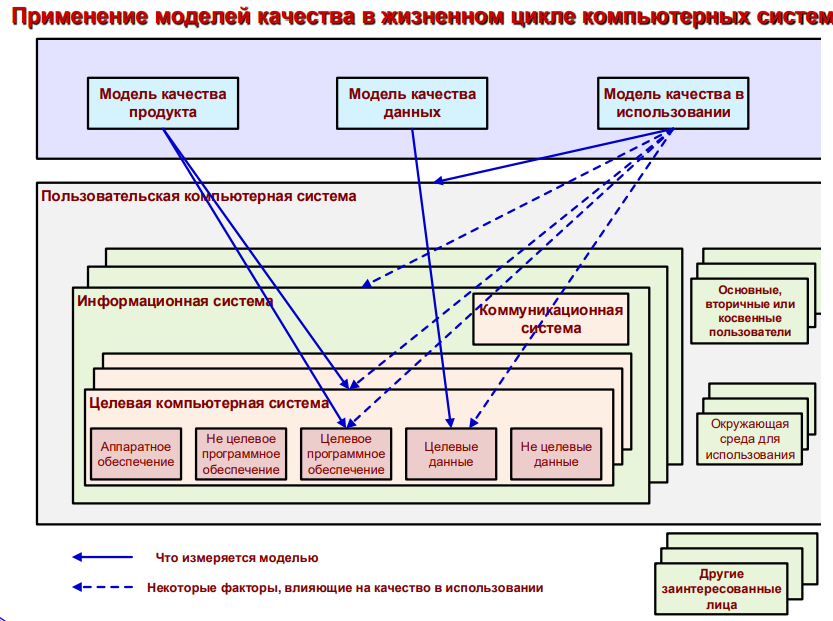 Применение моделей качества в жизненном цикле компьютерных систем
Модель качества
продукта
Модель качества
данных
Модель качества в
использовании
Пользовательская компьютерная система
Информационная система
Коммуникационная
система
Основные,
вторичные или
косвенные
пользователи
Целевая компьютерная система
Аппаратное
обеспечение
Не целевое
программное
обеспечение
Целевое
программное
обеспечение
Целевые
данные
Не целевые
данные
Окружающая
среда для
использования
Что измеряется моделью
Некоторые факторы, влияющие на качество в использовании
Другие
заинтересованные
лица